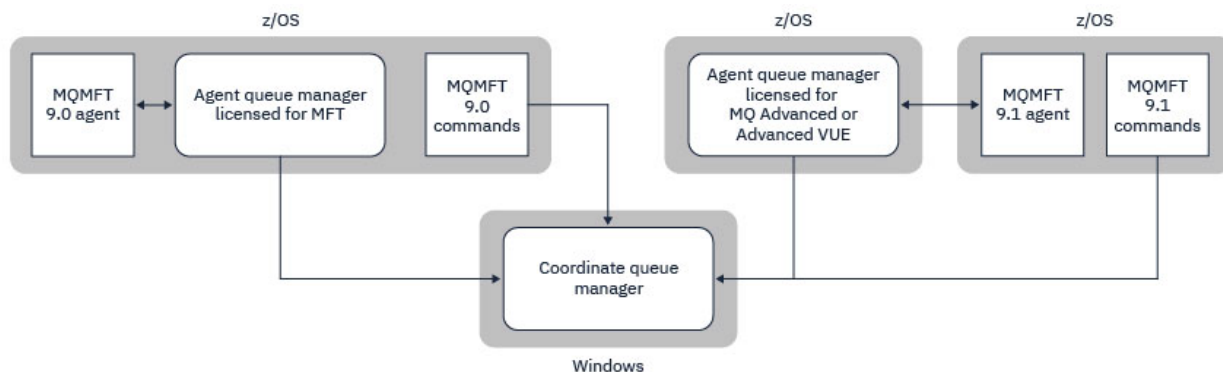 z/OS
z/OS
z/OS
MQMFT
9.0 agent
Agent queue manager
licensed for MFT
MQMFT
9.0
commands
Agent queue manager
licensed for
MQ Advanced or
Advanced VUE
MQMFT
9.1 agent
MQMFT
9.1
commands
Coordinate queue
manager
Windows